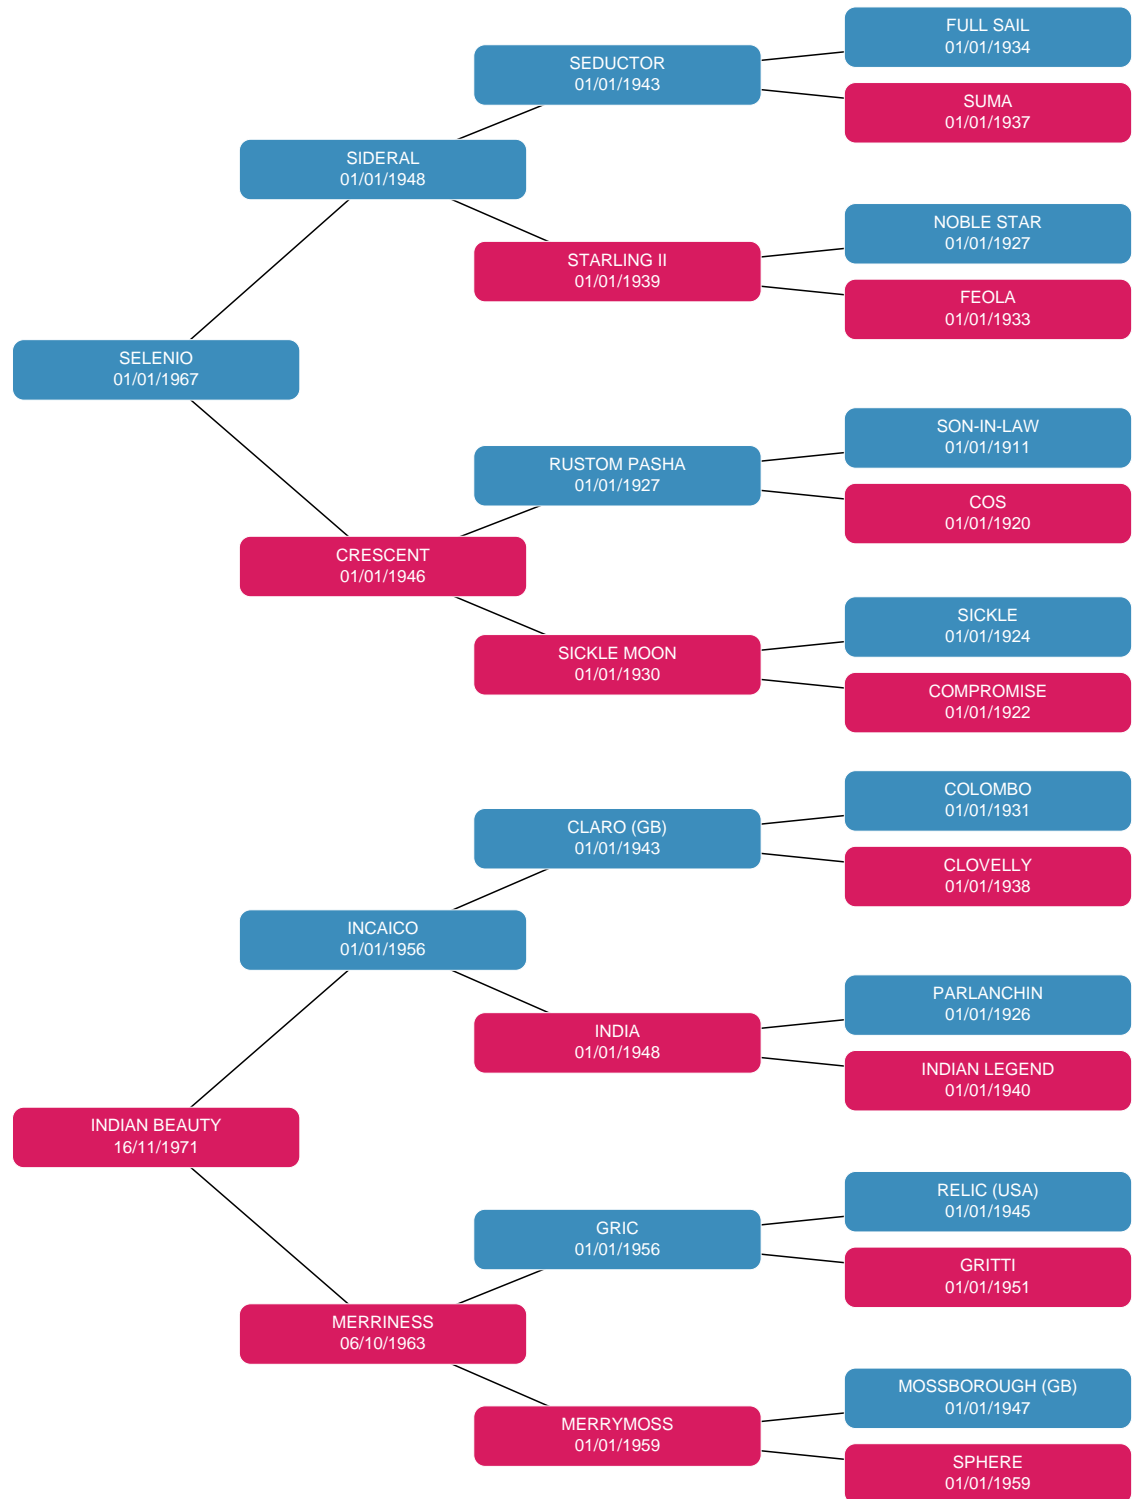 FULL SAIL
01/01/1934
SEDUCTOR
01/01/1943
SUMA
01/01/1937
SIDERAL
01/01/1948
NOBLE STAR
01/01/1927
STARLING II
01/01/1939
FEOLA
01/01/1933
SELENIO
01/01/1967
SON-IN-LAW
01/01/1911
RUSTOM PASHA
01/01/1927
COS
01/01/1920
CRESCENT
01/01/1946
SICKLE
01/01/1924
SICKLE MOON
01/01/1930
COMPROMISE
01/01/1922
COLOMBO
01/01/1931
CLARO (GB)
01/01/1943
CLOVELLY
01/01/1938
INCAICO
01/01/1956
PARLANCHIN
01/01/1926
INDIA
01/01/1948
INDIAN LEGEND
01/01/1940
INDIAN BEAUTY
16/11/1971
RELIC (USA)
01/01/1945
GRIC
01/01/1956
GRITTI
01/01/1951
MERRINESS
06/10/1963
MOSSBOROUGH (GB)
01/01/1947
MERRYMOSS
01/01/1959
SPHERE
01/01/1959